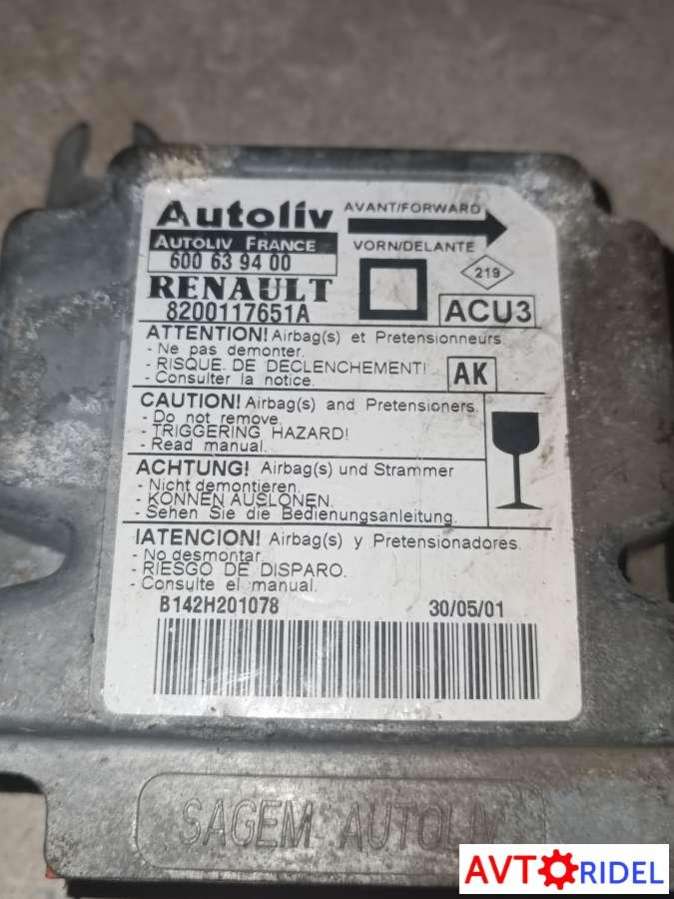 Autoliv
AVANT/FORWARD
AUTOLIV FRANCE
VORN/DELANTE
600 63 94 00
219
RENAULT
8200117651A
ACU3
ATTENTION! Airbag(s) et Pretensionneurs
- Ne pas demonter.
- RISQUE DE DECLENCHEMENT!
- Consulter la notice.
AK
CAUTION! Airbag(s) and Pretensioners
- Do not remove
- TRIGGERING HAZARD!
- Read manual.
ACHTUNG! Airbag(s) und Strammer
- Nicht demontieren.
- KONNEN AUSLONEN.
- Sehen Sie die Bedienungsanleitung.
IATENCION! Airbag(s) y Pretensionadores.
- No desmontar.
- RIESGO DE DISPARO.
- Consulte el manual.
B142H201078 30/05/01
SAGEM AUTOLIV
AVTORIDEL